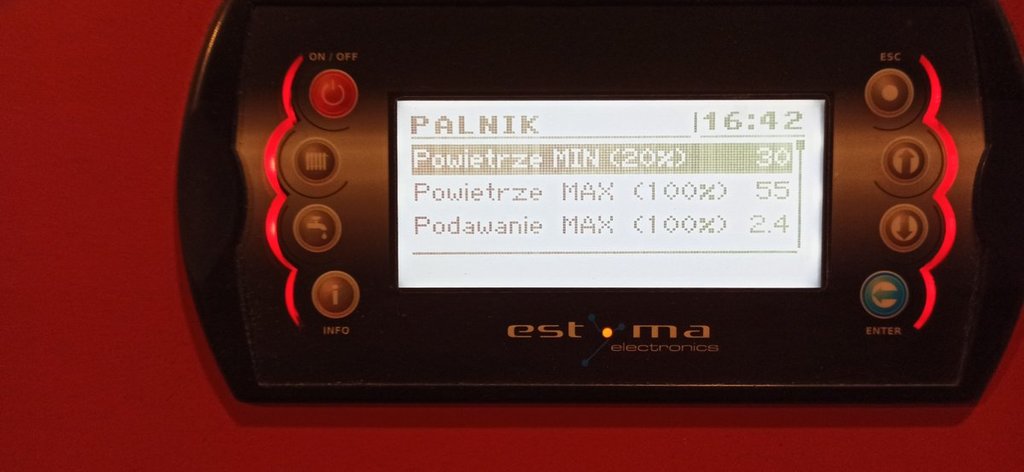 ON / OFF
ESC
PALNIK 16:42
Powietrze MIN (20%) 30
Powietrze MAX (100%) 55
Podawanie MAX (100%) 2.4
INFO
ENTER
estyma
electronics